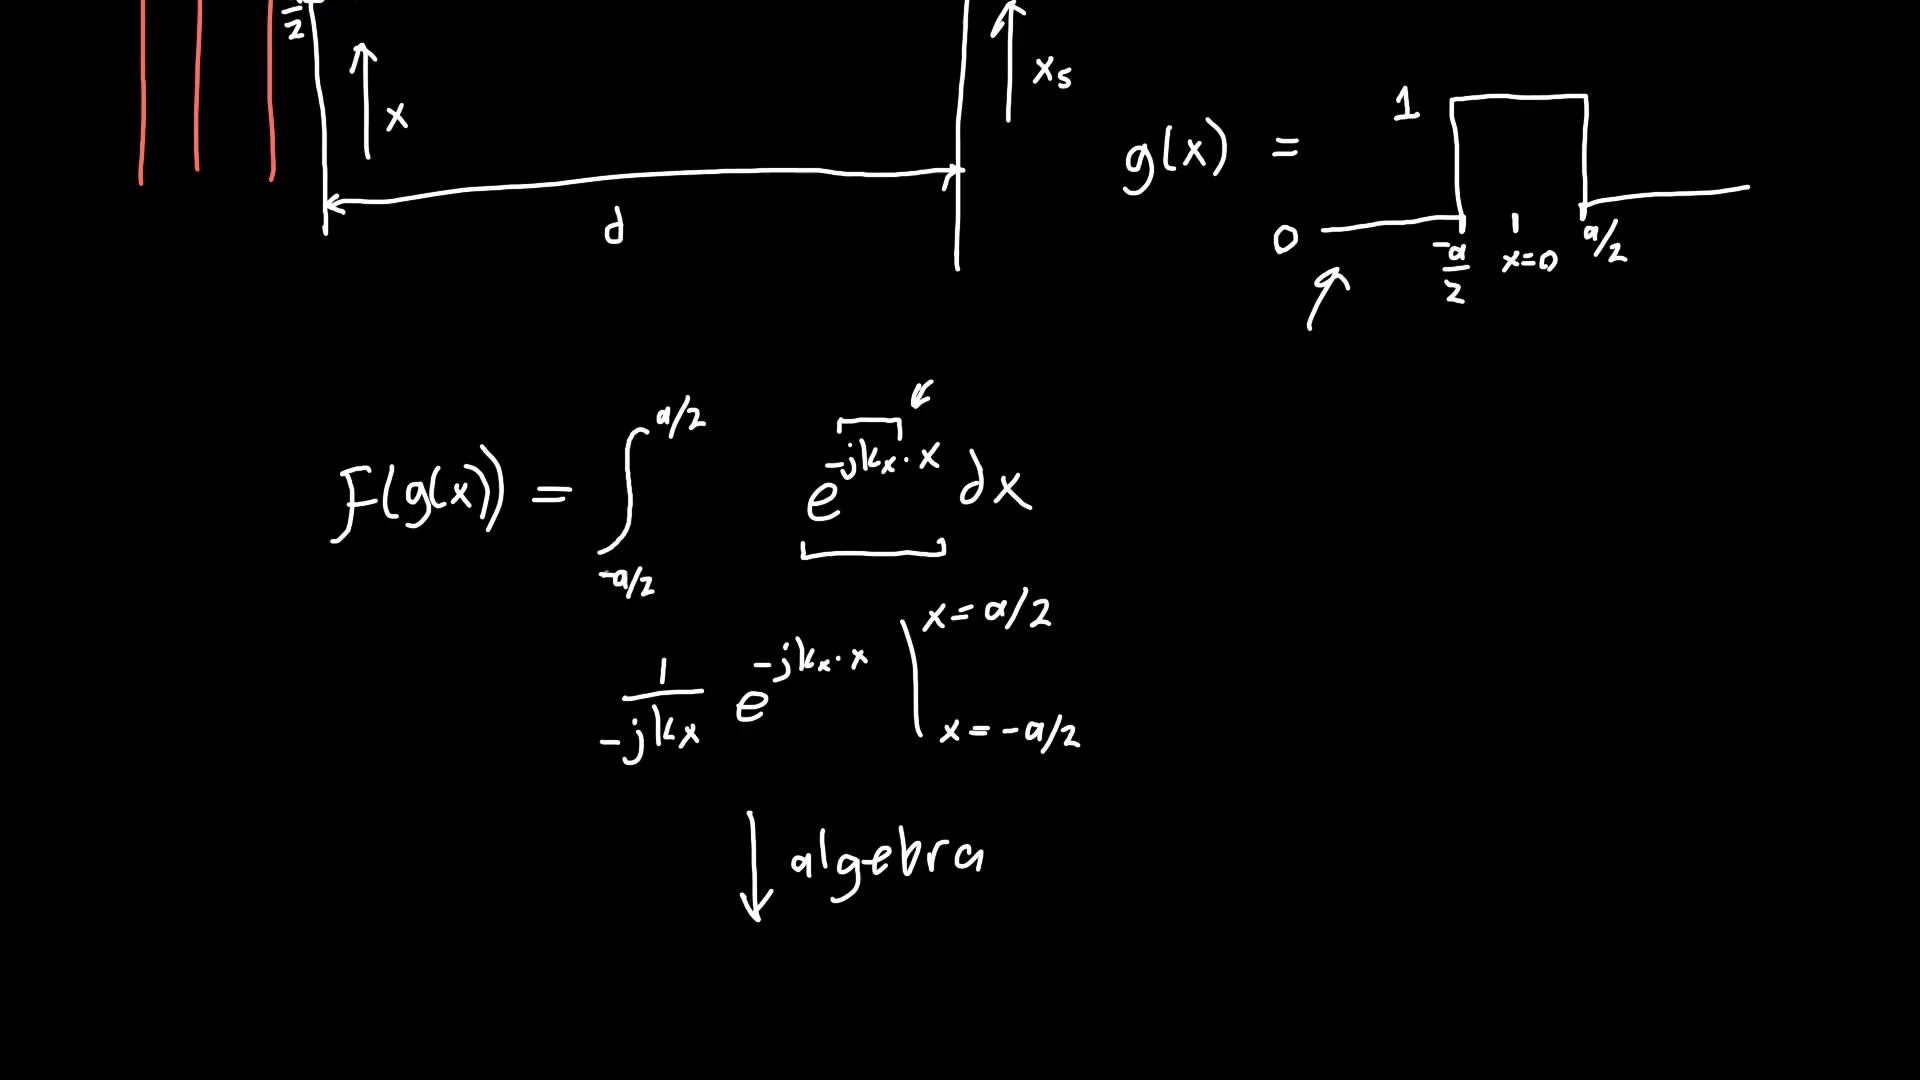 2
x
x_s
d
g(x) =
1
0
-a/2
x=0
a/2
F(g(x)) = ∫_{-a/2}^{a/2} e^{-jk_x · x} dx
1/(-jk_x) e^{-jk_x · x} | x = a/2
x = -a/2
algebra